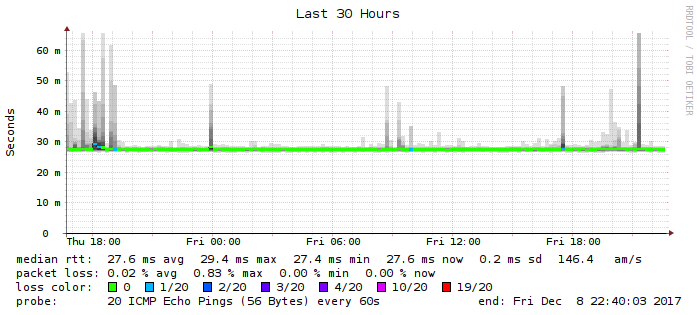 Last 30 Hours
RRDTOOL / TOBI OETIKER
Seconds
60 m
50 m
40 m
30 m
20 m
10 m
0
Thu 18:00 Fri 00:00 Fri 06:00 Fri 12:00 Fri 18:00
median rtt: 27.6 ms avg 29.4 ms max 27.4 ms min 27.6 ms now 0.2 ms sd 146.4 am/s
packet loss: 0.02 % avg 0.83 % max 0.00 % min 0.00 % now
loss color: 0 1/20 2/20 3/20 4/20 10/20 19/20
probe: 20 ICMP Echo Pings (56 Bytes) every 60s end: Fri Dec 8 22:40:03 2017